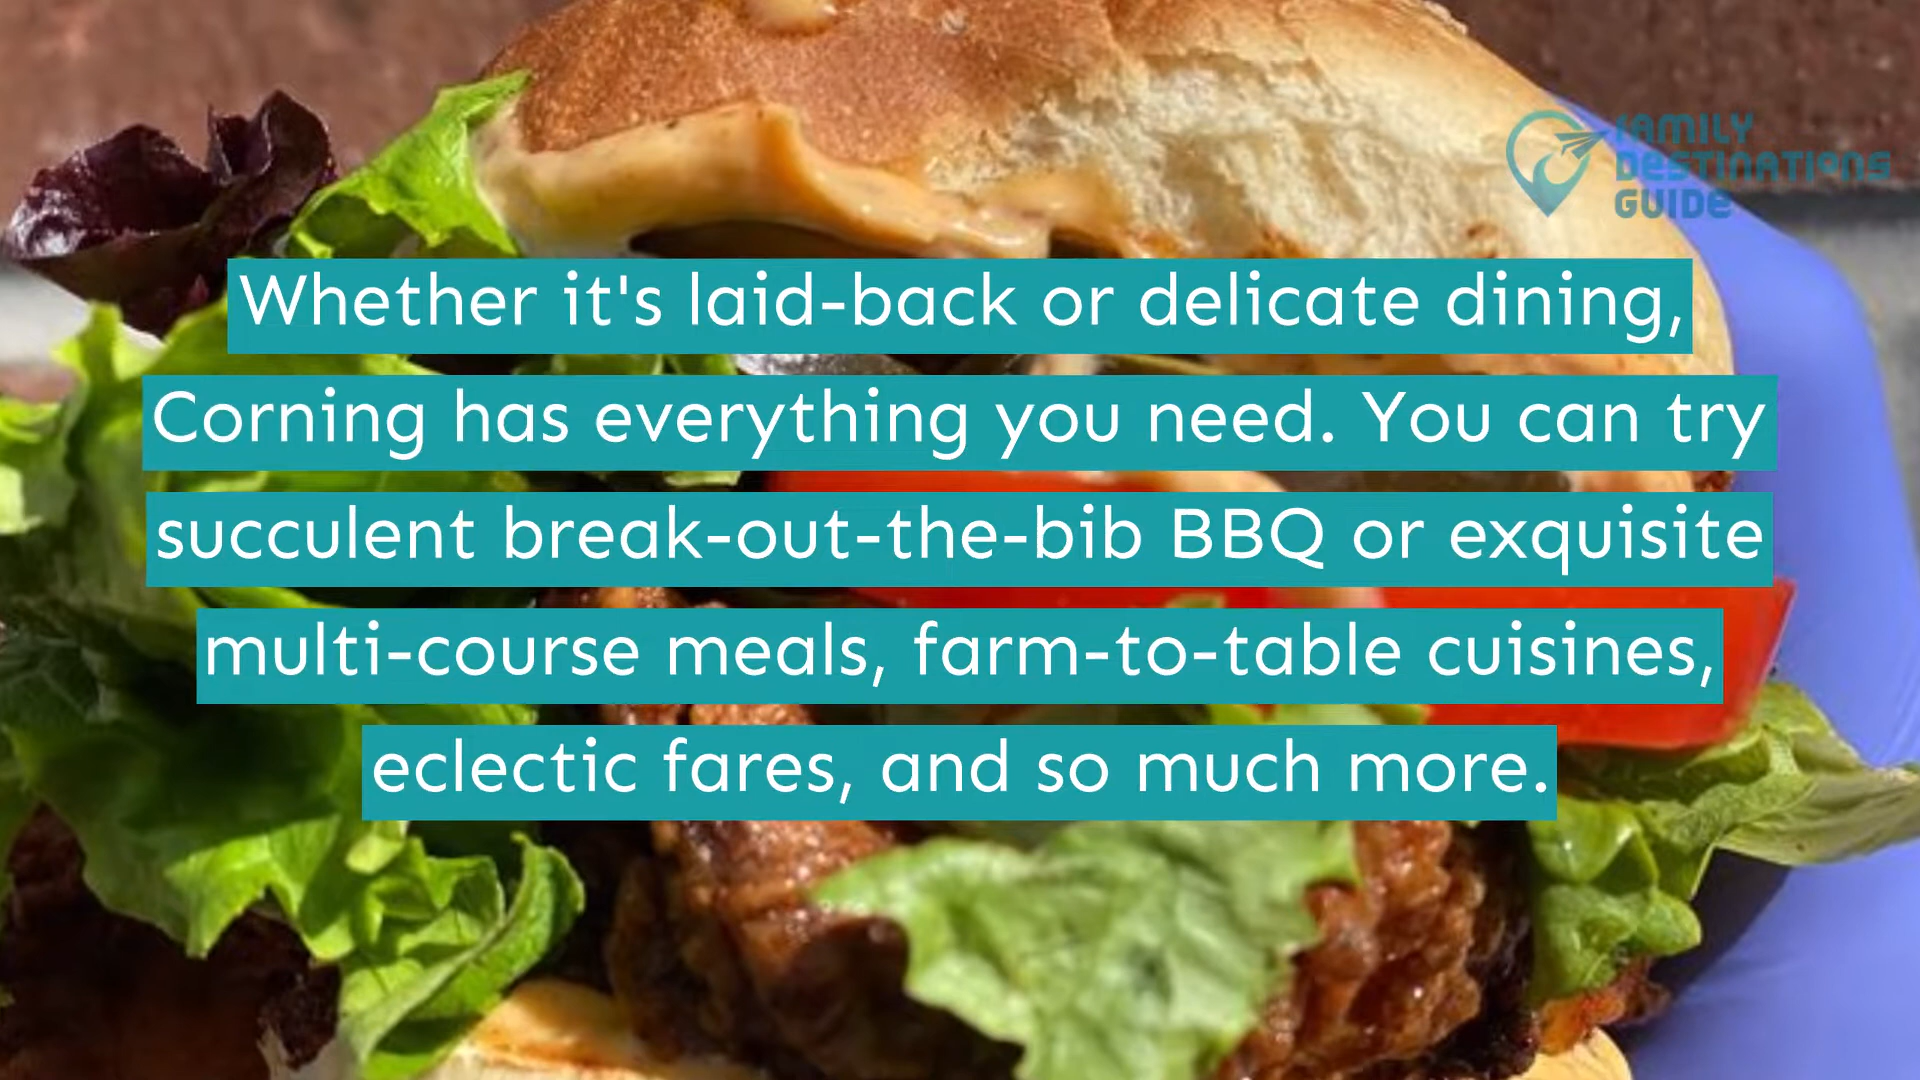 FAMILY
DESTINATIONS
GUIDE
Whether it's laid-back or delicate dining,
Corning has everything you need. You can try
succulent break-out-the-bib BBQ or exquisite
multi-course meals, farm-to-table cuisines,
eclectic fares, and so much more.